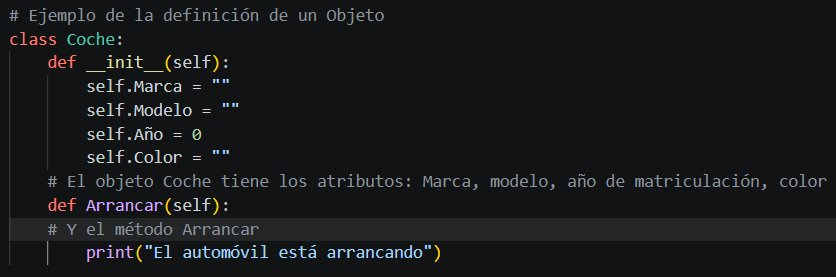 # Ejemplo de la definición de un Objeto
class Coche:
    def __init__(self):
        self.Marca = ""
        self.Modelo = ""
        self.Año = 0
        self.Color = ""
    # El objeto Coche tiene los atributos: Marca, modelo, año de matriculación, color
    def Arrancar(self):
    # Y el método Arrancar
        print("El automóvil está arrancando")